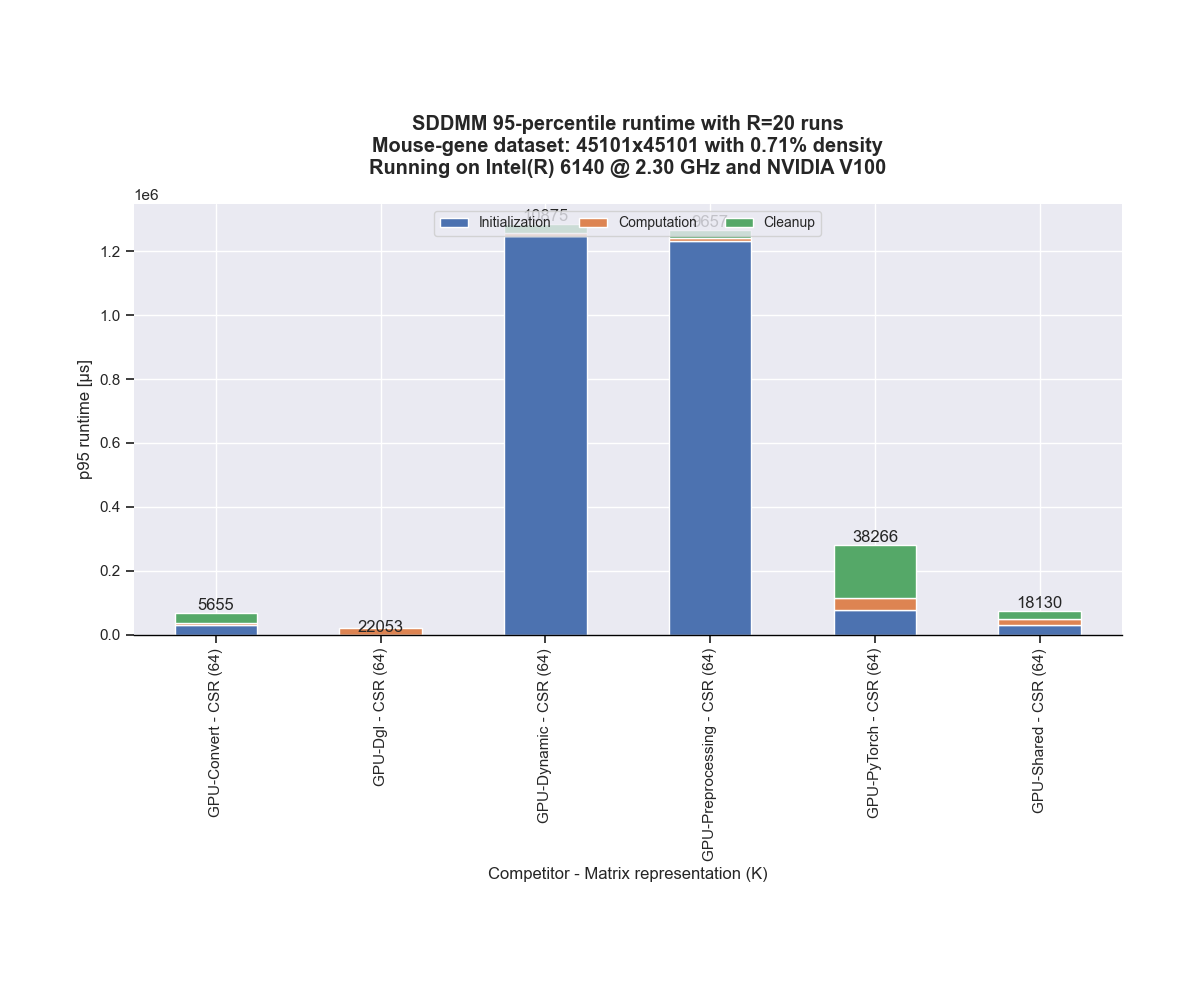 SDDMM 95-percentile runtime with R=20 runs
Mouse-gene dataset: 45101x45101 with 0.71% density
Running on Intel(R) 6140 @ 2.30 GHz and NVIDIA V100
1e6
Initialization Computation Cleanup
9657
1.2
1.0
0.8
0.6
0.4
0.2
0.0
p95 runtime [µs]
5655
22053
38266
18130
GPU-Convert - CSR (64)
GPU-Dgl - CSR (64)
GPU-Dynamic - CSR (64)
GPU-Preprocessing - CSR (64)
GPU-PyTorch - CSR (64)
GPU-Shared - CSR (64)
Competitor - Matrix representation (K)